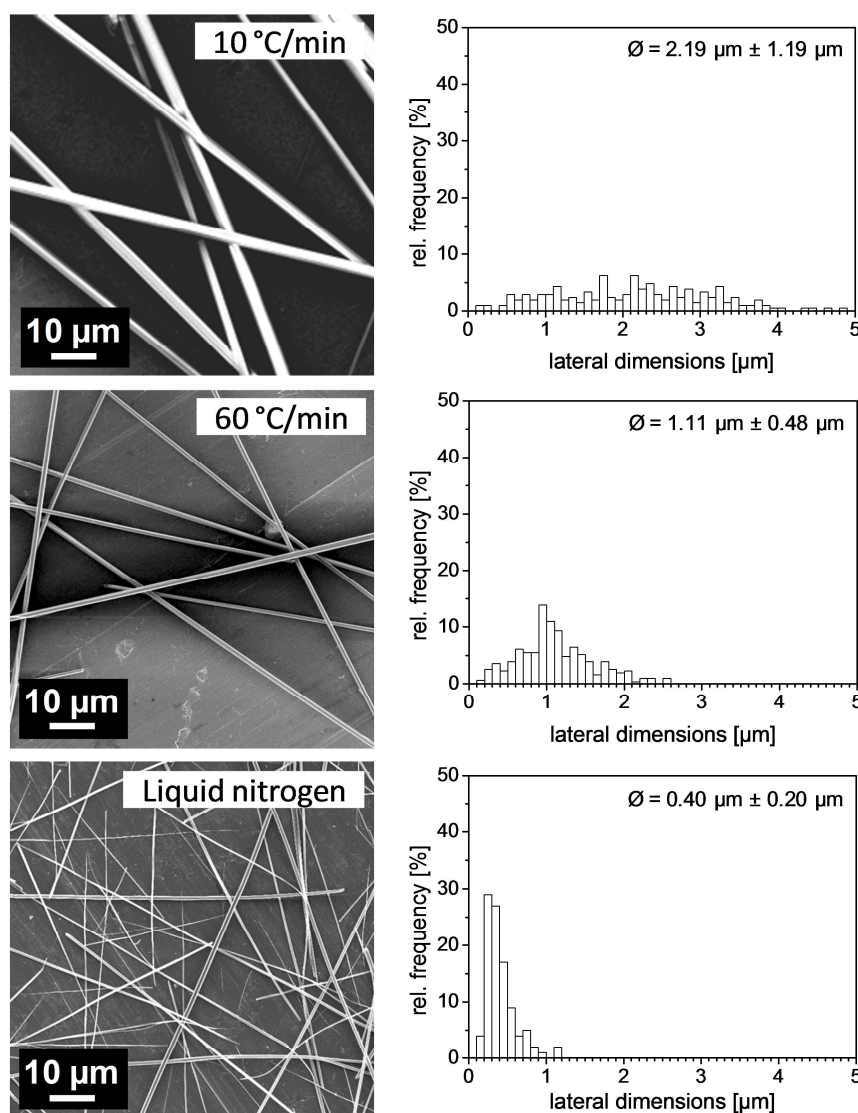 10 °C/min
10 µm
Ø = 2.19 µm ± 1.19 µm
rel. frequency [%]
50
40
30
20
10
0
0 1 2 3 4 5
lateral dimensions [µm]
60 °C/min
10 µm
Ø = 1.11 µm ± 0.48 µm
rel. frequency [%]
50
40
30
20
10
0
0 1 2 3 4 5
lateral dimensions [µm]
Liquid nitrogen
10 µm
Ø = 0.40 µm ± 0.20 µm
rel. frequency [%]
50
40
30
20
10
0
0 1 2 3 4 5
lateral dimensions [µm]